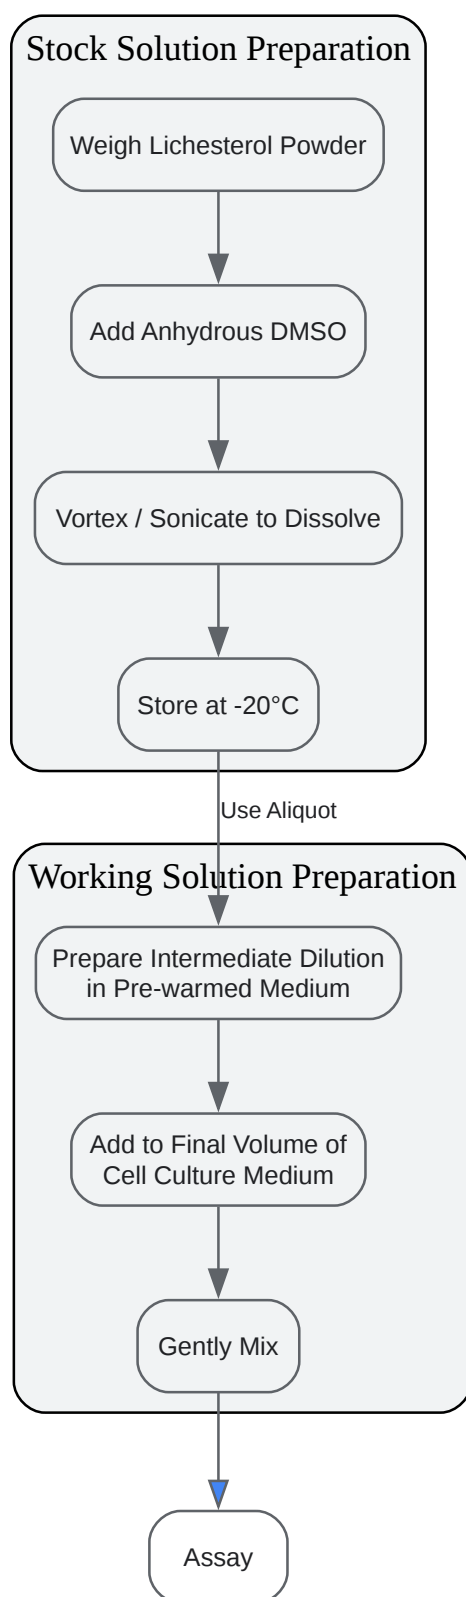 Stock Solution Preparation
Weigh Lichesterol Powder
Add Anhydrous DMSO
Vortex / Sonicate to Dissolve
Store at -20°C
Use Aliquot
Working Solution Preparation
Prepare Intermediate Dilution
in Pre-warmed Medium
Add to Final Volume of
Cell Culture Medium
Gently Mix
Assay